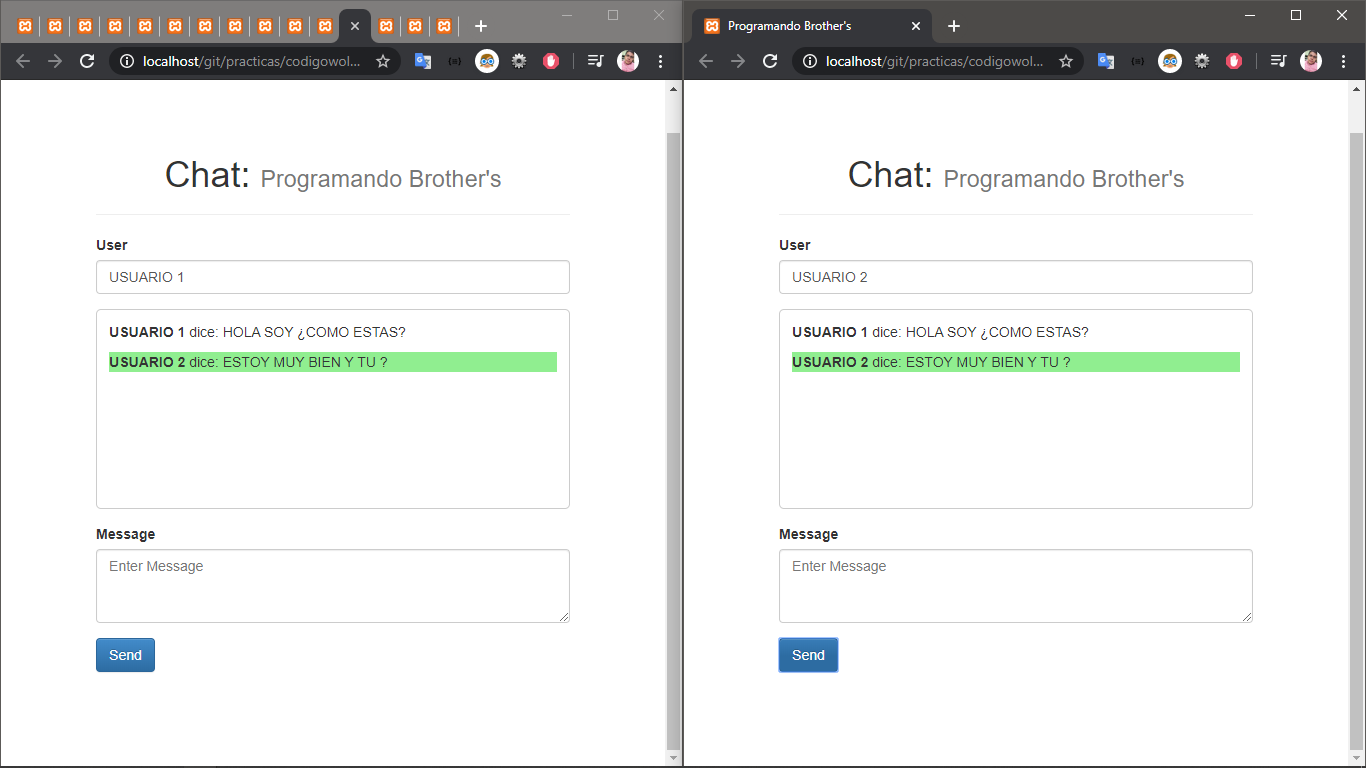 Programando Brother's
localhost/git/practicas/codigowol...
localhost/git/practicas/codigowol...
Chat: Programando Brother's
User
USUARIO 1
USUARIO 1 dice: HOLA SOY ¿COMO ESTAS?
USUARIO 2 dice: ESTOY MUY BIEN Y TU ?
Message
Enter Message
Send
Chat: Programando Brother's
User
USUARIO 2
USUARIO 1 dice: HOLA SOY ¿COMO ESTAS?
USUARIO 2 dice: ESTOY MUY BIEN Y TU ?
Message
Enter Message
Send